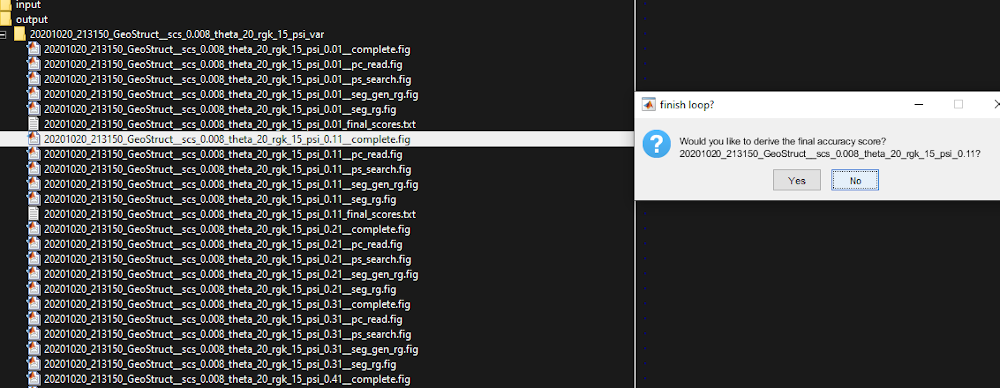 input
output
20201020_213150_GeoStruct__scs_0.008_theta_20_rgk_15_psi_var
20201020_213150_GeoStruct__scs_0.008_theta_20_rgk_15_psi_0.01__complete.fig
20201020_213150_GeoStruct__scs_0.008_theta_20_rgk_15_psi_0.01__pc_read.fig
20201020_213150_GeoStruct__scs_0.008_theta_20_rgk_15_psi_0.01__ps_search.fig
20201020_213150_GeoStruct__scs_0.008_theta_20_rgk_15_psi_0.01__seg_gen_rg.fig
20201020_213150_GeoStruct__scs_0.008_theta_20_rgk_15_psi_0.01__seg_rg.fig
20201020_213150_GeoStruct__scs_0.008_theta_20_rgk_15_psi_0.01_final_scores.txt
20201020_213150_GeoStruct__scs_0.008_theta_20_rgk_15_psi_0.11__complete.fig
20201020_213150_GeoStruct__scs_0.008_theta_20_rgk_15_psi_0.11__pc_read.fig
20201020_213150_GeoStruct__scs_0.008_theta_20_rgk_15_psi_0.11__ps_search.fig
20201020_213150_GeoStruct__scs_0.008_theta_20_rgk_15_psi_0.11__seg_gen_rg.fig
20201020_213150_GeoStruct__scs_0.008_theta_20_rgk_15_psi_0.11__seg_rg.fig
20201020_213150_GeoStruct__scs_0.008_theta_20_rgk_15_psi_0.11_final_scores.txt
20201020_213150_GeoStruct__scs_0.008_theta_20_rgk_15_psi_0.21__complete.fig
20201020_213150_GeoStruct__scs_0.008_theta_20_rgk_15_psi_0.21__pc_read.fig
20201020_213150_GeoStruct__scs_0.008_theta_20_rgk_15_psi_0.21__ps_search.fig
20201020_213150_GeoStruct__scs_0.008_theta_20_rgk_15_psi_0.21__seg_gen_rg.fig
20201020_213150_GeoStruct__scs_0.008_theta_20_rgk_15_psi_0.21__seg_rg.fig
20201020_213150_GeoStruct__scs_0.008_theta_20_rgk_15_psi_0.31__complete.fig
20201020_213150_GeoStruct__scs_0.008_theta_20_rgk_15_psi_0.31__pc_read.fig
20201020_213150_GeoStruct__scs_0.008_theta_20_rgk_15_psi_0.31__ps_search.fig
20201020_213150_GeoStruct__scs_0.008_theta_20_rgk_15_psi_0.31__seg_gen_rg.fig
20201020_213150_GeoStruct__scs_0.008_theta_20_rgk_15_psi_0.31__seg_rg.fig
20201020_213150_GeoStruct__scs_0.008_theta_20_rgk_15_psi_0.41__complete.fig
finish loop?
Would you like to derive the final accuracy score?
20201020_213150_GeoStruct__scs_0.008_theta_20_rgk_15_psi_0.11?
Yes
No